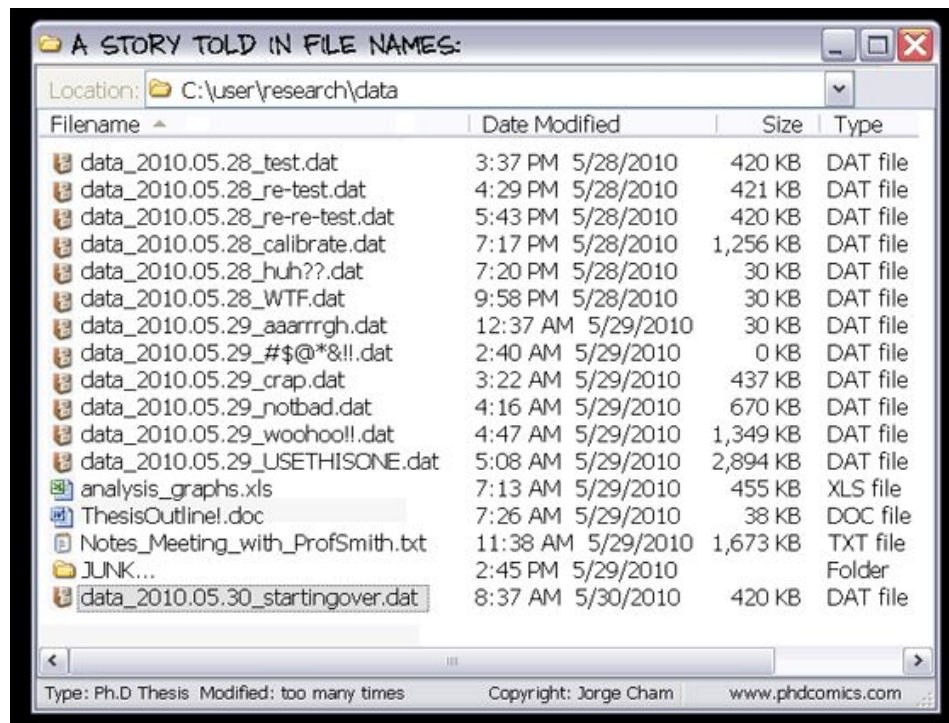 A STORY TOLD IN FILE NAMES:
Location: C:\user\research\data
Filename Date Modified Size Type
data_2010.05.28_test.dat 3:37 PM 5/28/2010 420 KB DAT file
data_2010.05.28_re-test.dat 4:29 PM 5/28/2010 421 KB DAT file
data_2010.05.28_re-re-test.dat 5:43 PM 5/28/2010 420 KB DAT file
data_2010.05.28_calibrate.dat 7:17 PM 5/28/2010 1,256 KB DAT file
data_2010.05.28_huh??.dat 7:20 PM 5/28/2010 30 KB DAT file
data_2010.05.28_WTF.dat 9:58 PM 5/28/2010 30 KB DAT file
data_2010.05.29_aaarrrgh.dat 12:37 AM 5/29/2010 30 KB DAT file
data_2010.05.29_#$@*&!!.dat 2:40 AM 5/29/2010 0 KB DAT file
data_2010.05.29_crap.dat 3:22 AM 5/29/2010 437 KB DAT file
data_2010.05.29_notbad.dat 4:16 AM 5/29/2010 670 KB DAT file
data_2010.05.29_woohoo!!.dat 4:47 AM 5/29/2010 1,349 KB DAT file
data_2010.05.29_USETHISONE.dat 5:08 AM 5/29/2010 2,894 KB DAT file
analysis_graphs.xls 7:13 AM 5/29/2010 455 KB XLS file
ThesisOutline!.doc 7:26 AM 5/29/2010 38 KB DOC file
Notes_Meeting_with_ProfSmith.txt 11:38 AM 5/29/2010 1,673 KB TXT file
JUNK... 2:45 PM 5/29/2010 Folder
data_2010.05.30_startingover.dat 8:37 AM 5/30/2010 420 KB DAT file
Type: Ph.D Thesis Modified: too many times Copyright: Jorge Cham www.phdcomics.com